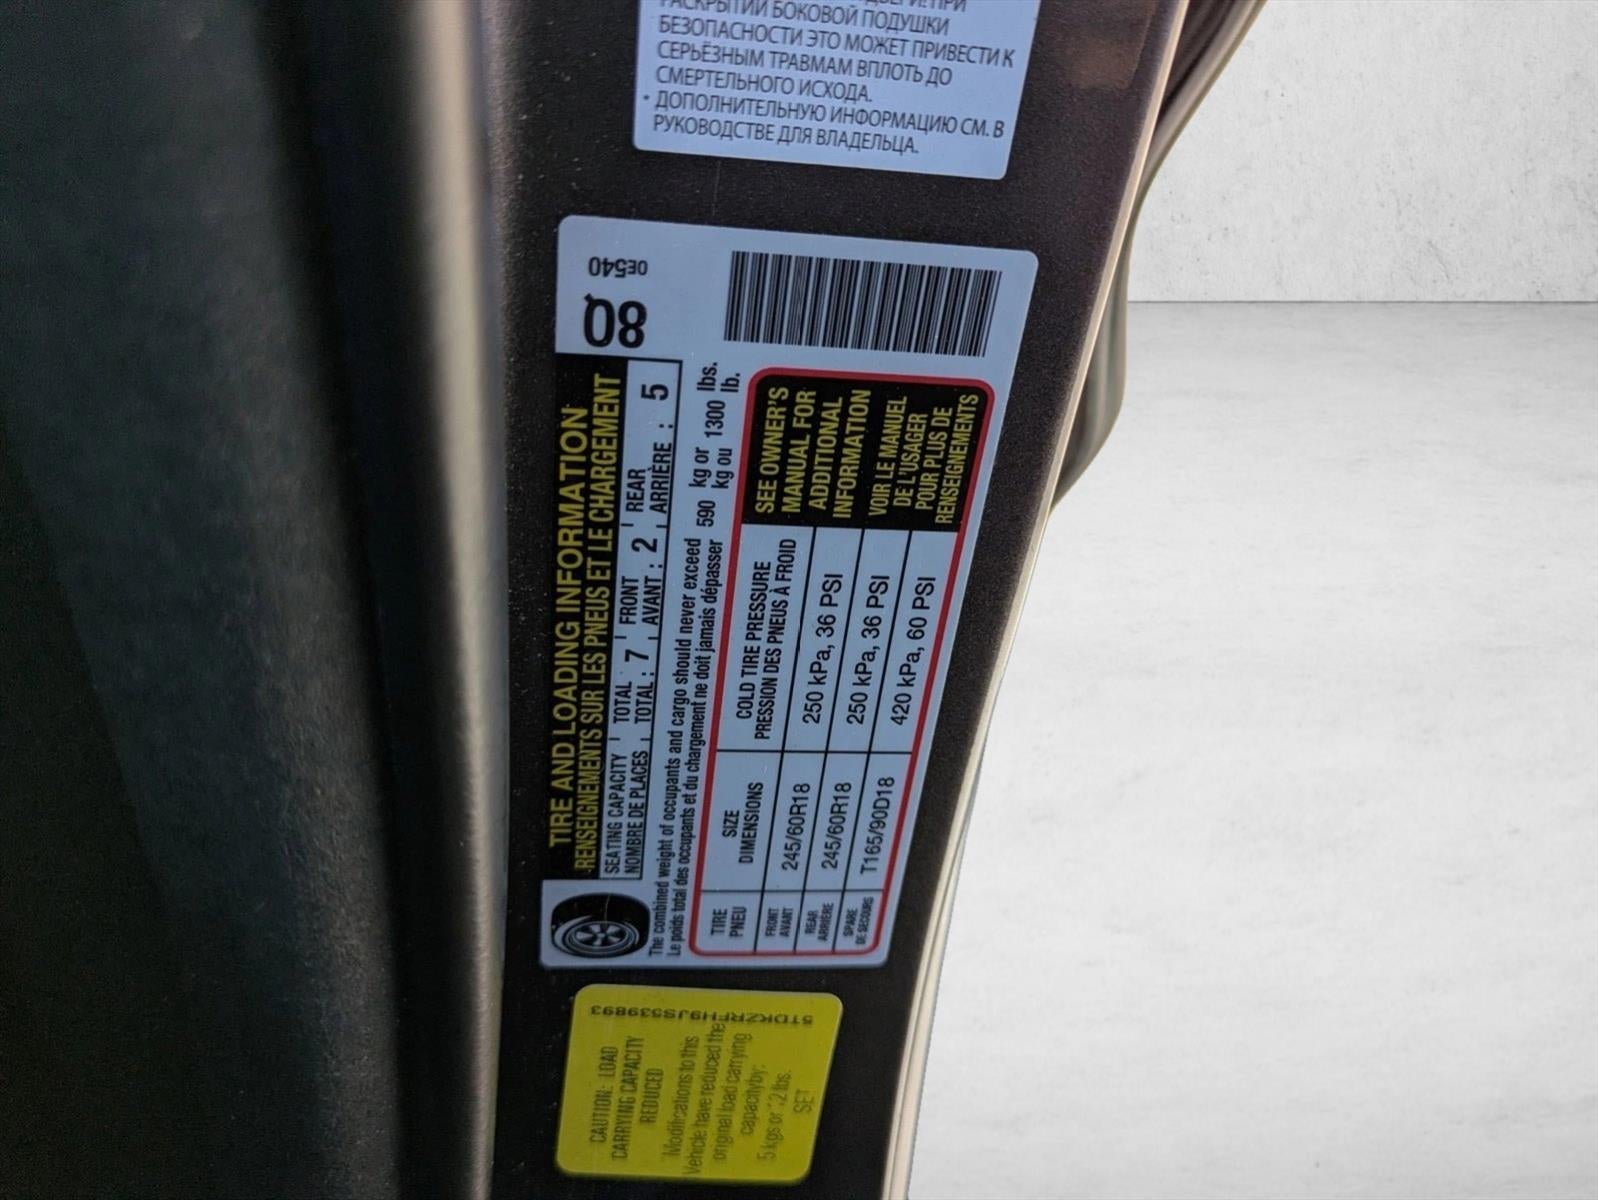 РАСКРЫТИИ БОКОВОЙ ПОДУШКИ
БЕЗОПАСНОСТИ ЭТО МОЖЕТ ПРИВЕСТИ К
СЕРЬЁЗНЫМ ТРАВМАМ ВПЛОТЬ ДО
СМЕРТЕЛЬНОГО ИСХОДА.
• ДОПОЛНИТЕЛЬНУЮ ИНФОРМАЦИЮ СМ. В
РУКОВОДСТВЕ ДЛЯ ВЛАДЕЛЬЦА.
0E540
8Q
TIRE AND LOADING INFORMATION
RENSEIGNEMENTS SUR LES PNEUS ET LE CHARGEMENT
SEATING CAPACITY TOTAL 7 FRONT 2 REAR 5
NOMBRE DE PLACES TOTAL : AVANT : ARRIÈRE :
The combined weight of occupants and cargo should never exceed 590 kg or 1300 lbs.
Le poids total des occupants et du chargement ne doit jamais dépasser kg ou lb.
TIRE SIZE COLD TIRE PRESSURE
PNEU DIMENSIONS PRESSION DES PNEUS À FROID
FRONT
AVANT 245/60R18 250 kPa, 36 PSI
REAR
ARRIÈRE 245/60R18 250 kPa, 36 PSI
SPARE
DE SECOURS T165/90D18 420 kPa, 60 PSI
SEE OWNER'S
MANUAL FOR
ADDITIONAL
INFORMATION
VOIR LE MANUEL
DE L'USAGER
POUR PLUS DE
RENSEIGNEMENTS
CAUTION: LOAD
CARRYING CAPACITY
REDUCED
Modifications to this
Vehicle have reduced the
original load carrying
capacity by:
5 kgs or 12 lbs.
SET